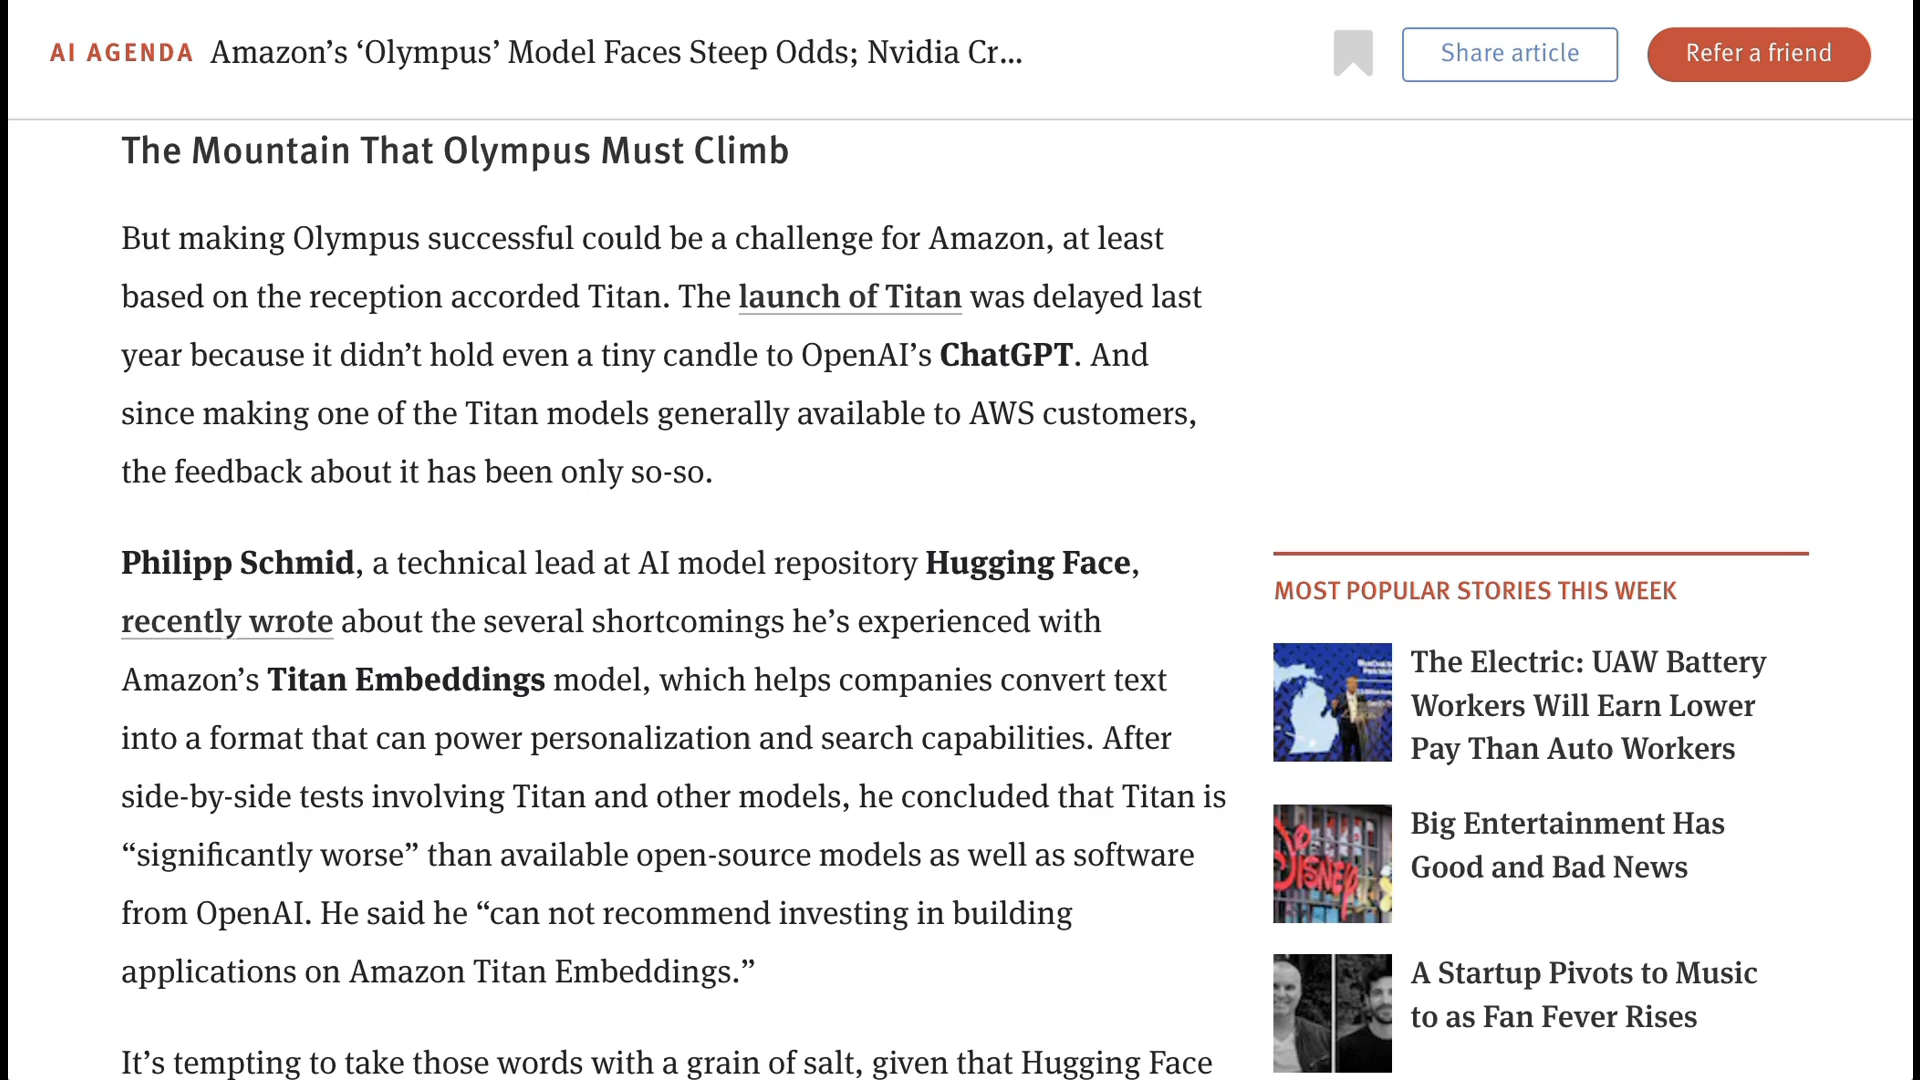 AI AGENDA Amazon’s ‘Olympus’ Model Faces Steep Odds; Nvidia Cr...
Share article
Refer a friend
The Mountain That Olympus Must Climb
But making Olympus successful could be a challenge for Amazon, at least
based on the reception accorded Titan. The launch of Titan was delayed last
year because it didn’t hold even a tiny candle to OpenAI’s ChatGPT. And
since making one of the Titan models generally available to AWS customers,
the feedback about it has been only so-so.
Philipp Schmid, a technical lead at AI model repository Hugging Face,
recently wrote about the several shortcomings he’s experienced with
Amazon’s Titan Embeddings model, which helps companies convert text
into a format that can power personalization and search capabilities. After
side-by-side tests involving Titan and other models, he concluded that Titan is
“significantly worse” than available open-source models as well as software
from OpenAI. He said he “can not recommend investing in building
applications on Amazon Titan Embeddings.”
It’s tempting to take those words with a grain of salt, given that Hugging Face
MOST POPULAR STORIES THIS WEEK
The Electric: UAW Battery
Workers Will Earn Lower
Pay Than Auto Workers
DISNEY
Big Entertainment Has
Good and Bad News
A Startup Pivots to Music
to as Fan Fever Rises